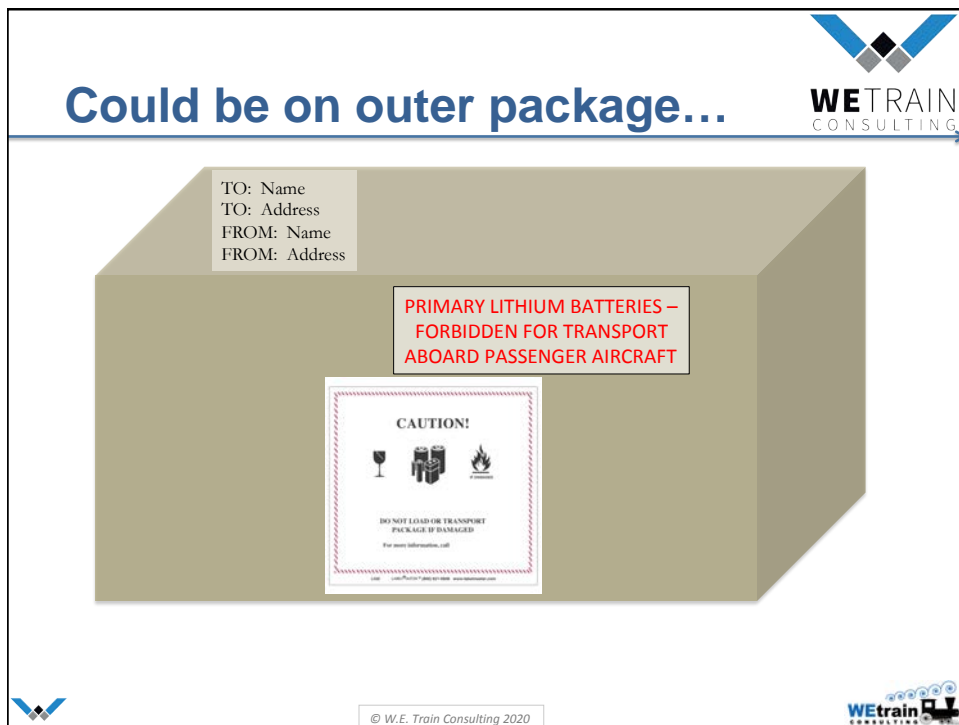 Could be on outer package…
WETRAIN
CONSULTING
TO: Name
TO: Address
FROM: Name
FROM: Address
PRIMARY LITHIUM BATTERIES –
FORBIDDEN FOR TRANSPORT
ABOARD PASSENGER AIRCRAFT
CAUTION!
DO NOT LOAD OR TRANSPORT
PACKAGE IF DAMAGED
For more information, call
© W.E. Train Consulting 2020
WEtrain
CONSULTING